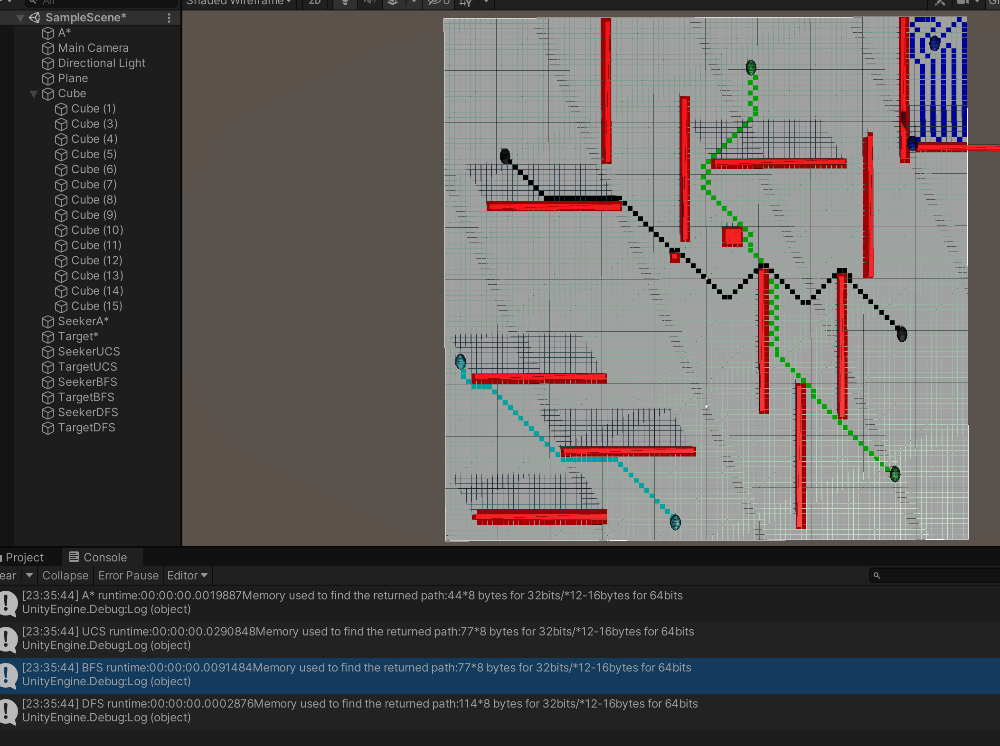 All
Shaded Wireframe
2D
0
SampleScene*
A*
Main Camera
Directional Light
Plane
Cube
Cube (1)
Cube (3)
Cube (4)
Cube (5)
Cube (6)
Cube (7)
Cube (8)
Cube (9)
Cube (10)
Cube (11)
Cube (12)
Cube (13)
Cube (14)
Cube (15)
SeekerA*
Target*
SeekerUCS
TargetUCS
SeekerBFS
TargetBFS
SeekerDFS
TargetDFS
Project
Console
ear
Collapse
Error Pause
Editor
[23:35:44] A* runtime:00:00:00.0019887Memory used to find the returned path:44*8 bytes for 32bits/*12-16bytes for 64bits
UnityEngine.Debug:Log (object)
[23:35:44] UCS runtime:00:00:00.0290848Memory used to find the returned path:77*8 bytes for 32bits/*12-16bytes for 64bits
UnityEngine.Debug:Log (object)
[23:35:44] BFS runtime:00:00:00.0091484Memory used to find the returned path:77*8 bytes for 32bits/*12-16bytes for 64bits
UnityEngine.Debug:Log (object)
[23:35:44] DFS runtime:00:00:00.0002876Memory used to find the returned path:114*8 bytes for 32bits/*12-16bytes for 64bits
UnityEngine.Debug:Log (object)